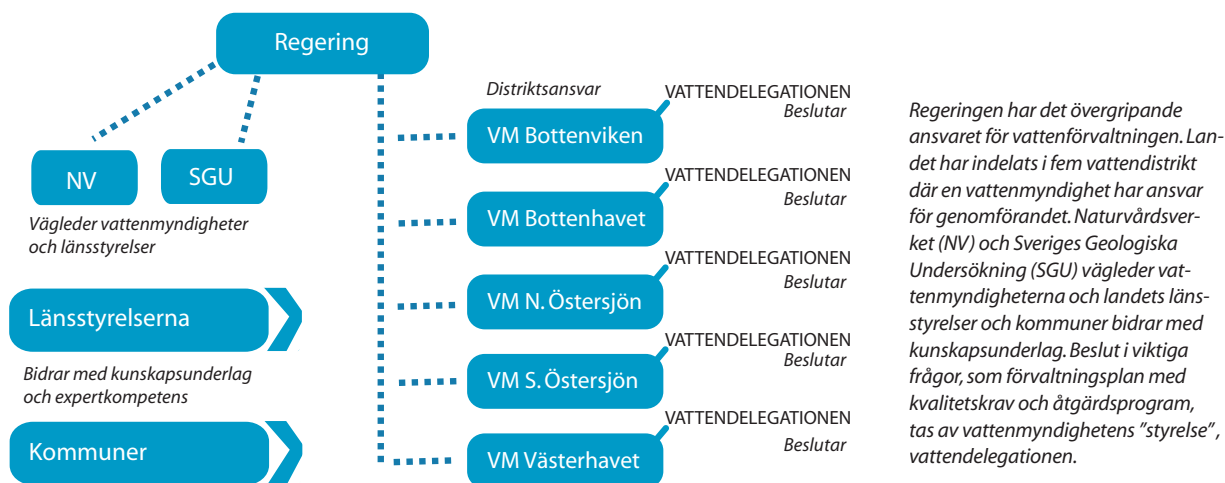 Regering
NV
SGU
Vägleder vattenmyndigheter
och länsstyrelser
Länsstyrelserna
Bidrar med kunskapsunderlag
och expertkompetens
Kommuner
Distriktsansvar
VATTENDELEGATIONEN
Beslutar
VM Bottenviken
VATTENDELEGATIONEN
Beslutar
VM Bottenhavet
VATTENDELEGATIONEN
Beslutar
VM N. Östersjön
VATTENDELEGATIONEN
Beslutar
VM S. Östersjön
VATTENDELEGATIONEN
Beslutar
VM Västerhavet
Regeringen har det övergripande
ansvaret för vattenförvaltningen. Lan-
det har indelats i fem vattendistrikt
där en vattenmyndighet har ansvar
för genomförandet. Naturvårdsver-
ket (NV) och Sveriges Geologiska
Undersökning (SGU) vägleder vat-
tenmyndigheterna och landets läns-
styrelser och kommuner bidrar med
kunskapsunderlag. Beslut i viktiga
frågor, som förvaltningsplan med
kvalitetskrav och åtgärdsprogram,
tas av vattenmyndighetens ”styrelse” ,
vattendelegationen.